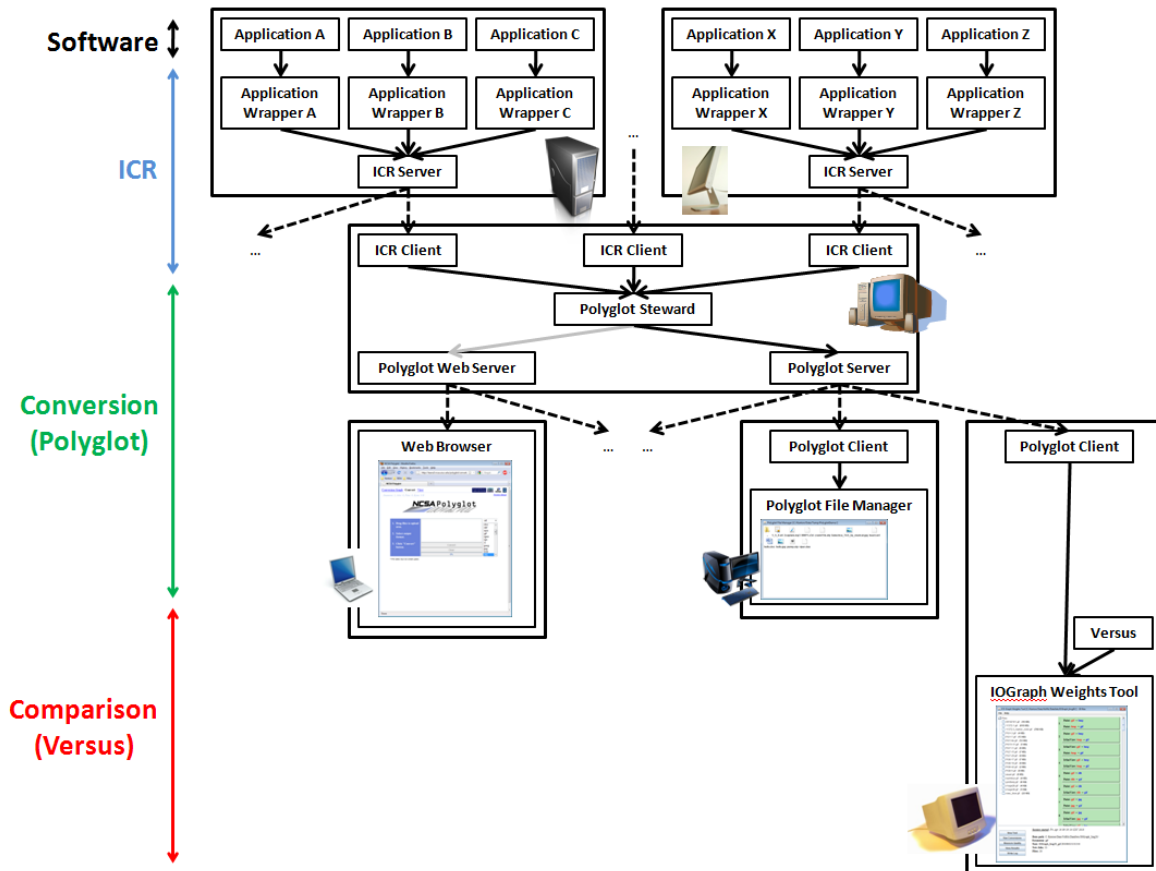 Software
Application A
Application B
Application C
Application X
Application Y
Application Z
Application
Wrapper A
Application
Wrapper B
Application
Wrapper C
Application
Wrapper X
Application
Wrapper Y
Application
Wrapper Z
...
ICR
ICR Server
ICR Server
...
ICR Client
ICR Client
ICR Client
...
Polyglot Steward
Polyglot Web Server
Polyglot Server
Conversion
(Polyglot)
...
...
Web Browser
NCSA Polyglot
Polyglot Client
Polyglot File Manager
Polyglot Client
Versus
Comparison
(Versus)
IOGraph Weights Tool